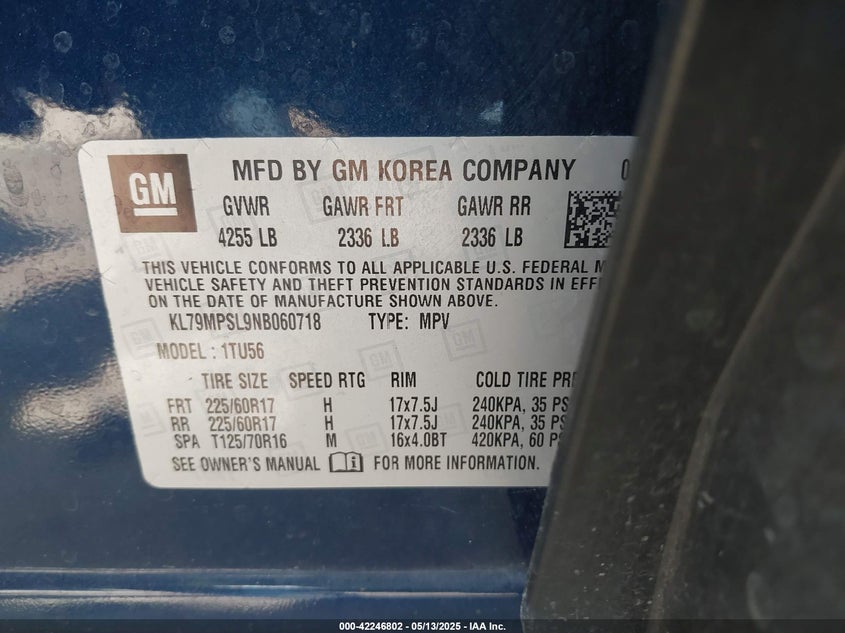 GM
MFD BY GM KOREA COMPANY
GVWR GAWR FRT GAWR RR
4255 LB 2336 LB 2336 LB
THIS VEHICLE CONFORMS TO ALL APPLICABLE U.S. FEDERAL
VEHICLE SAFETY AND THEFT PREVENTION STANDARDS IN
ON THE DATE OF MANUFACTURE SHOWN ABOVE.
KL79MPSL9NB060718 TYPE: MPV
MODEL: 1TU56
TIRE SIZE SPEED RTG RIM COLD TIRE
FRT 225/60R17 H 17x7.5J 240KPA, 35
RR 225/60R17 H 17x7.5J 240KPA, 35
SPA T125/70R16 M 16x4.0BT 420KPA, 60
SEE OWNER'S MANUAL FOR MORE INFORMATION.
000-42246802 - 05/13/2025 - IAA Inc.